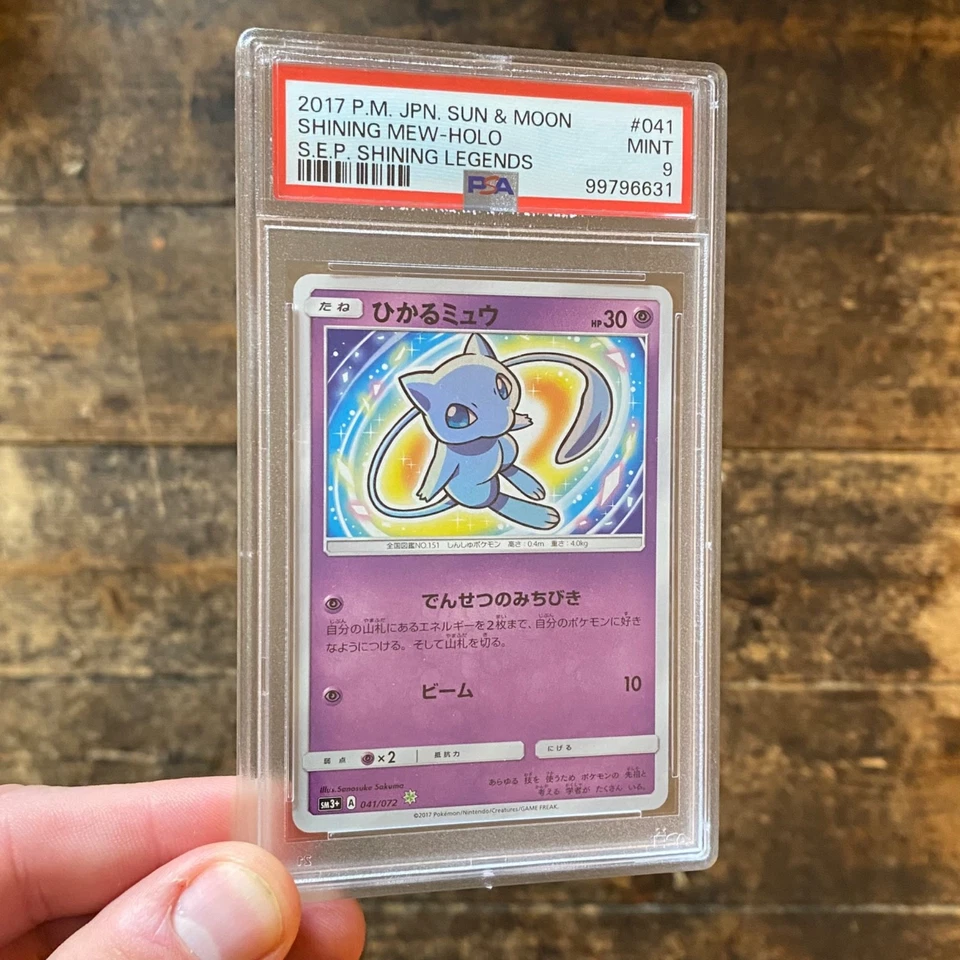 2017 P.M. JPN. SUN & MOON #041
SHINING MEW-HOLO MINT
S.E.P. SHINING LEGENDS 9
PSA 99796631
たね ひかるミュウ HP30
全国図鑑NO.151 しんしゅポケモン 高さ:0.4m 重さ:4.0kg
でんせつのみちびき
自分の山札にあるエネルギーを2枚まで、自分のポケモンに好き
なようにつける。そして山札を切る。
ビーム 10
弱点 ×2 抵抗力 にげる
あらゆる 技を 使うため ポケモンの 先祖と
考える 学者が たくさん いる。
illus. Sanosuke Sakuma
SM3+ A 041/072
©2017 Pokémon/Nintendo/Creatures/GAME FREAK.